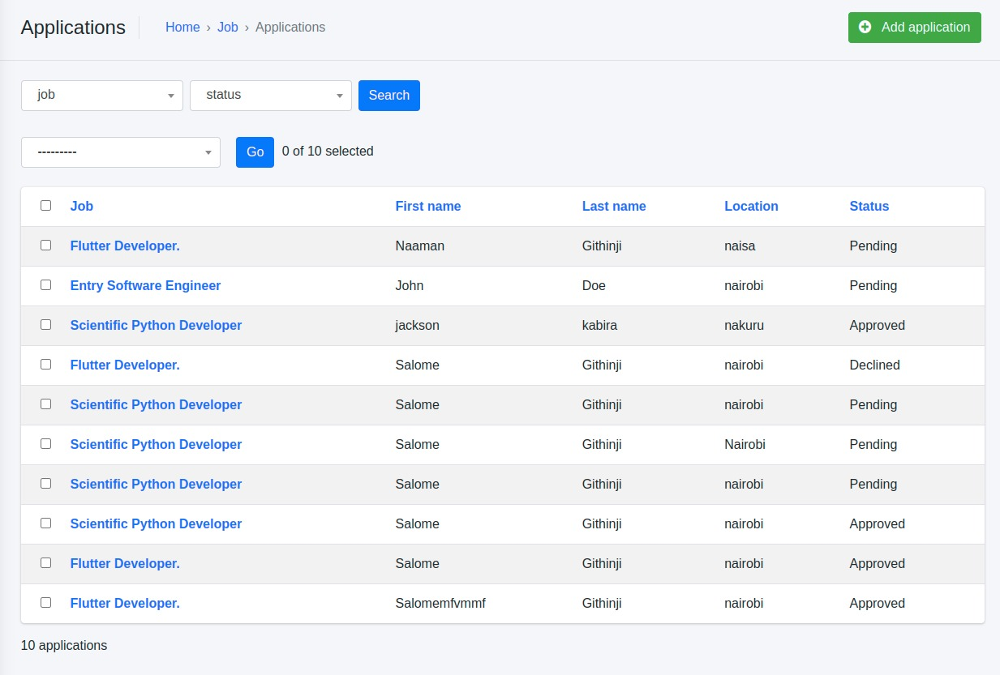 Applications Home › Job › Applications Add application
job status Search
--------- Go 0 of 10 selected
Job First name Last name Location Status
Flutter Developer. Naaman Githinji naisa Pending
Entry Software Engineer John Doe nairobi Pending
Scientific Python Developer jackson kabira nakuru Approved
Flutter Developer. Salome Githinji nairobi Declined
Scientific Python Developer Salome Githinji nairobi Pending
Scientific Python Developer Salome Githinji Nairobi Pending
Scientific Python Developer Salome Githinji nairobi Pending
Scientific Python Developer Salome Githinji nairobi Approved
Flutter Developer. Salome Githinji nairobi Approved
Flutter Developer. Salomemfvmmf Githinji nairobi Approved
10 applications